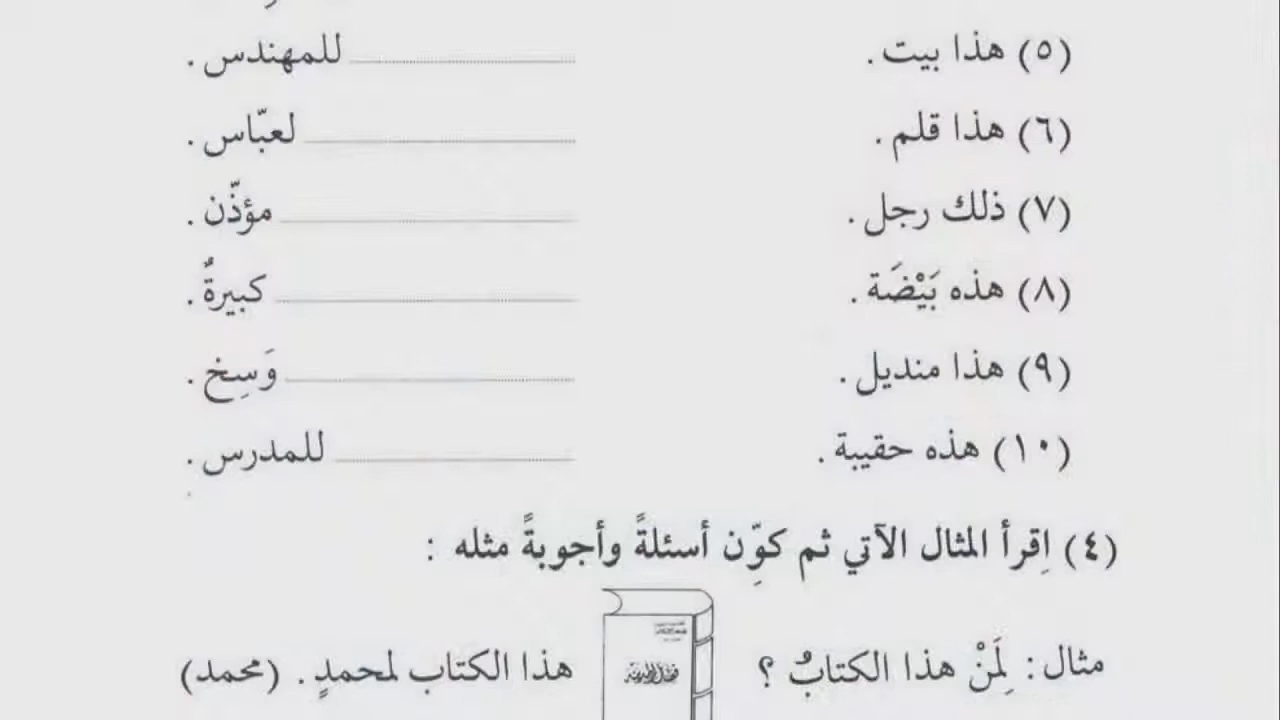 (٥) هذا بيت . للمهندس .
(٦) هذا قلم . لعبّاس .
(٧) ذلك رجل . مؤذّن .
(٨) هذه بَيْضَة . كبيرةٌ .
(٩) هذا منديل . وَسِخ .
(١٠) هذه حقيبة . للمدرس .
(٤) اِقرأ المثال الآتي ثم كوِّن أسئلةً وأجوبةً مثله :
مثال : لِمَنْ هذا الكتابُ ؟ هذا الكتاب لمحمدٍ . (محمد)